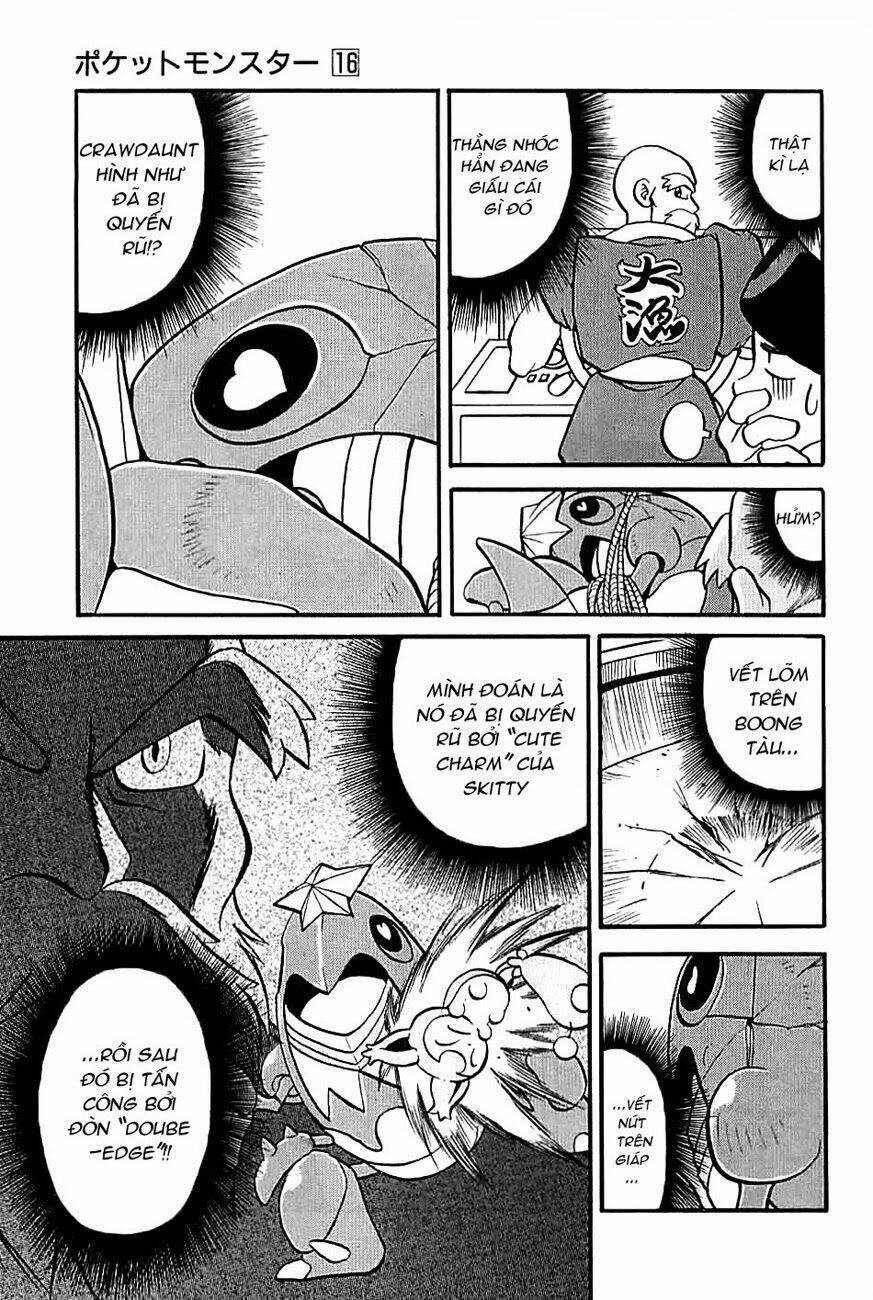 ポケットモンスター 16
THẬT
KÌ LẠ
THẰNG NHÓC
HẲN ĐANG
GIẤU CÁI
GÌ ĐÓ
大
漁
HỬM?
CRAWDAUNT
HÌNH NHƯ
ĐÃ BỊ
QUYẾN
RŨ!?
VẾT LÕM
TRÊN
BOONG
TÀU...
...VẾT
NỨT TRÊN
GIÁP
...
MÌNH ĐOÁN LÀ
NÓ ĐÃ BỊ QUYẾN
RŨ BỞI "CUTE
CHARM" CỦA
SKITTY
...RỒI SAU
ĐÓ BỊ TẤN
CÔNG BỞI
ĐÒN "DOUBE
-EDGE"!!